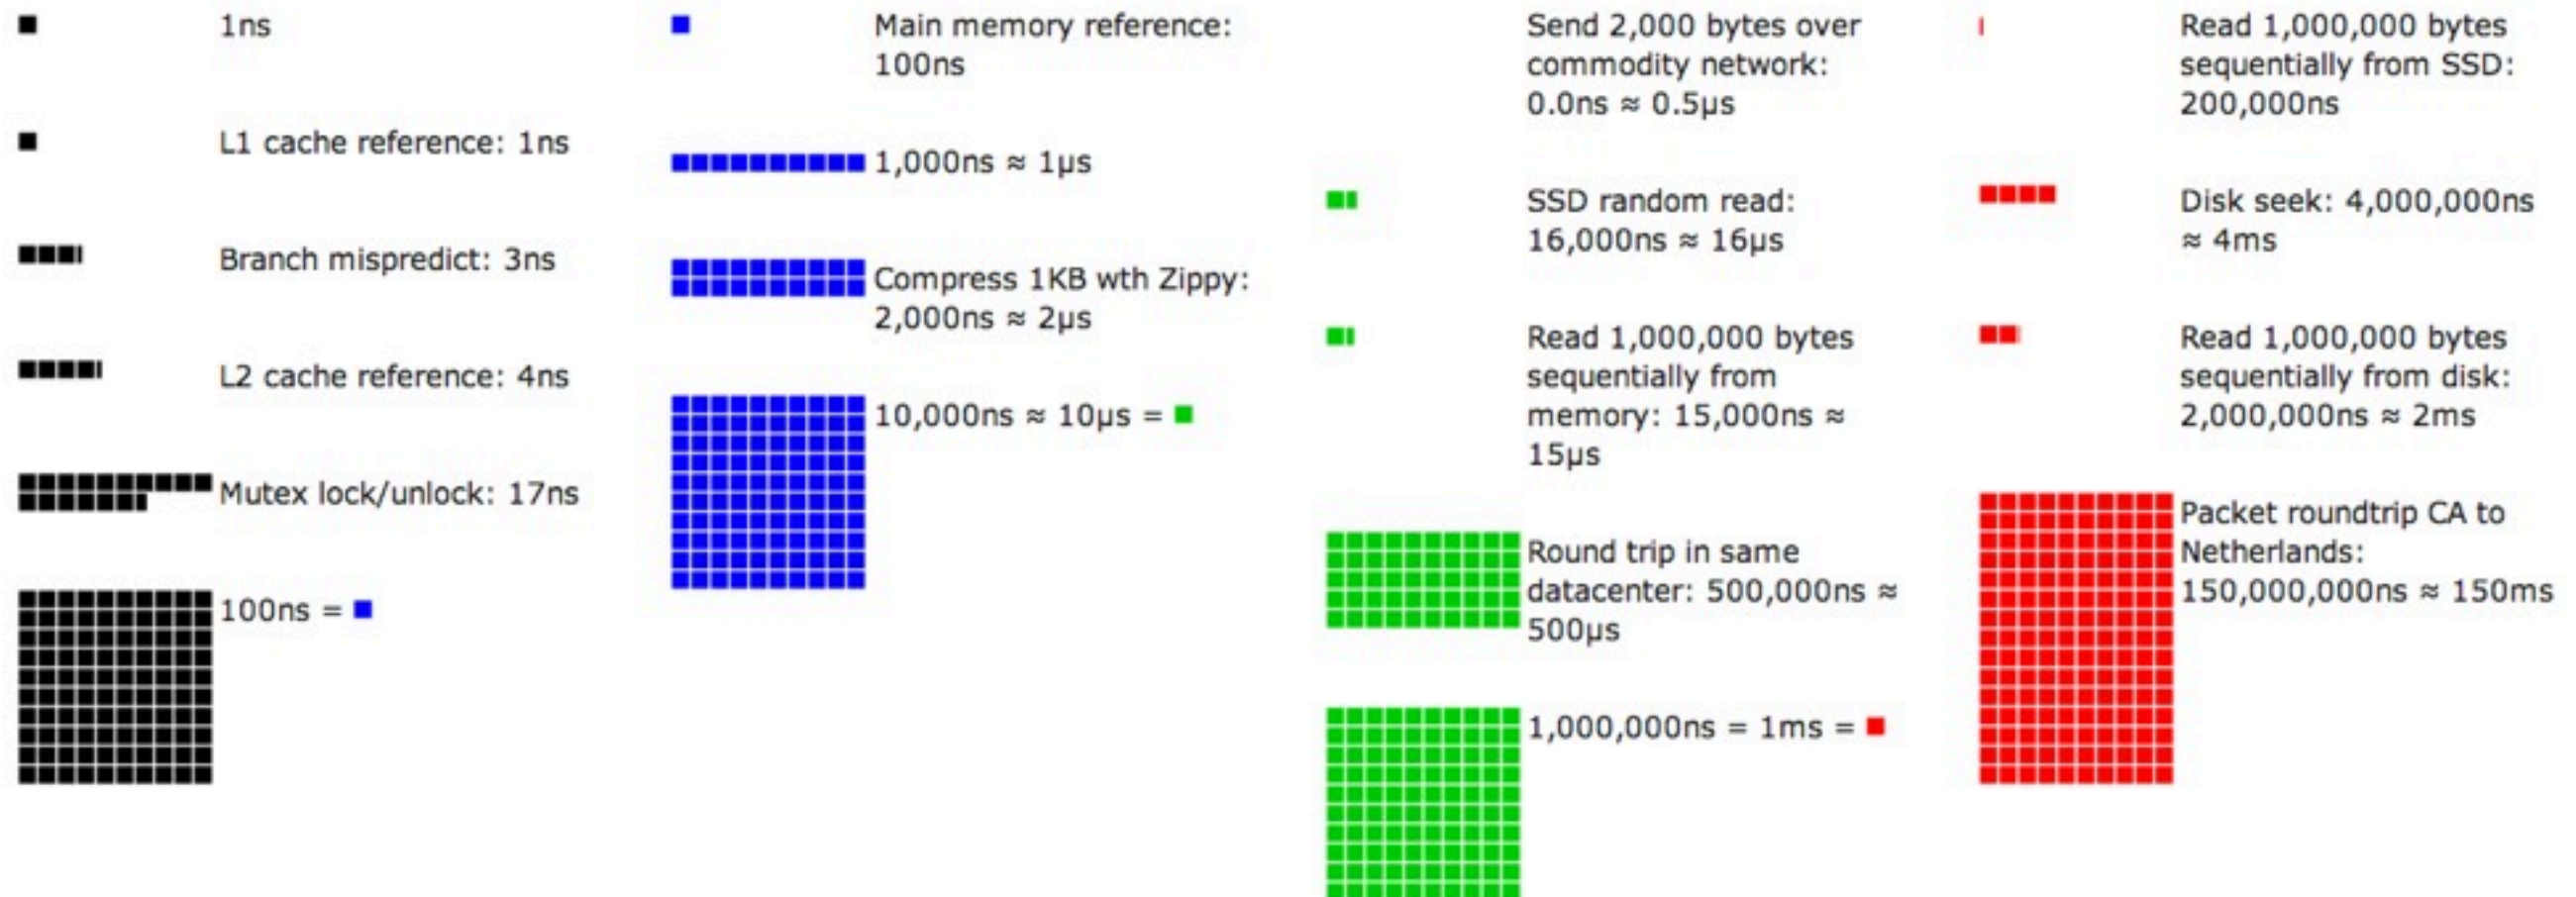 1ns
L1 cache reference: 1ns
Branch mispredict: 3ns
L2 cache reference: 4ns
Mutex lock/unlock: 17ns
100ns =
Main memory reference:
100ns
1,000ns ≈ 1μs
Compress 1KB wth Zippy:
2,000ns ≈ 2μs
10,000ns ≈ 10μs =
Send 2,000 bytes over
commodity network:
0.0ns ≈ 0.5μs
SSD random read:
16,000ns ≈ 16μs
Read 1,000,000 bytes
sequentially from
memory: 15,000ns ≈
15μs
Round trip in same
datacenter: 500,000ns ≈
500μs
1,000,000ns = 1ms =
Read 1,000,000 bytes
sequentially from SSD:
200,000ns
Disk seek: 4,000,000ns
≈ 4ms
Read 1,000,000 bytes
sequentially from disk:
2,000,000ns ≈ 2ms
Packet roundtrip CA to
Netherlands:
150,000,000ns ≈ 150ms